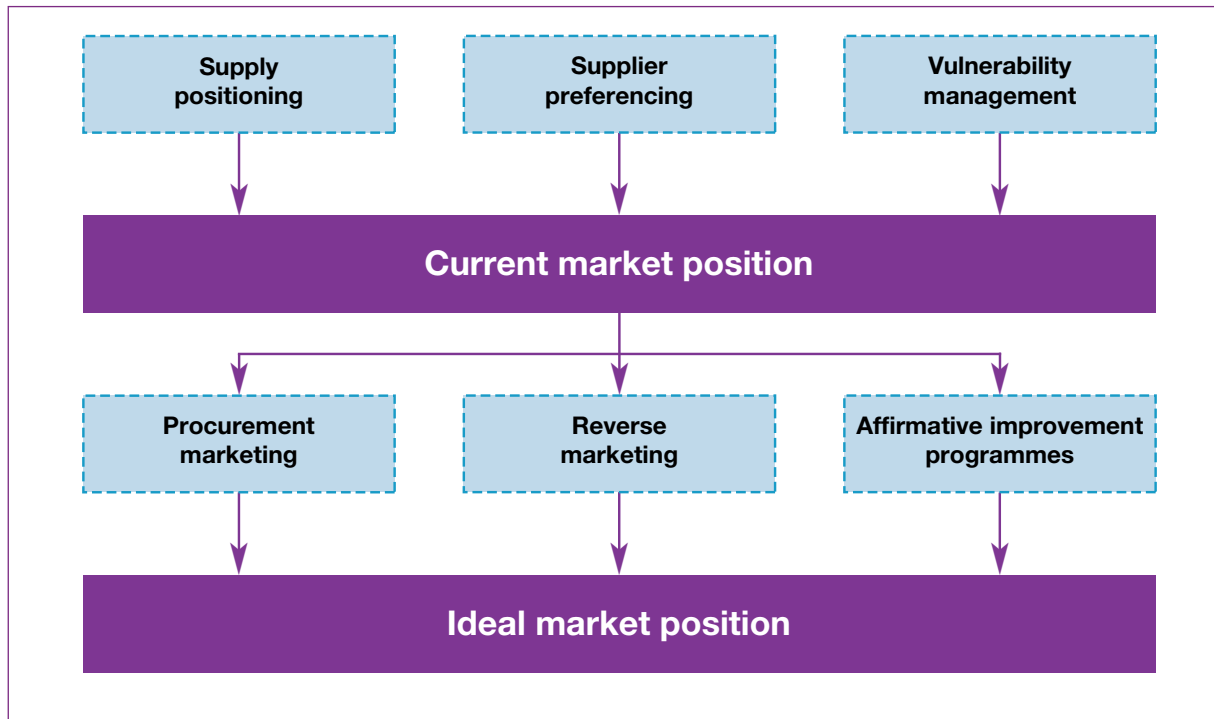 Supply
positioning
Supplier
preferencing
Vulnerability
management
Current market position
Procurement
marketing
Reverse
marketing
Affirmative improvement
programmes
Ideal market position